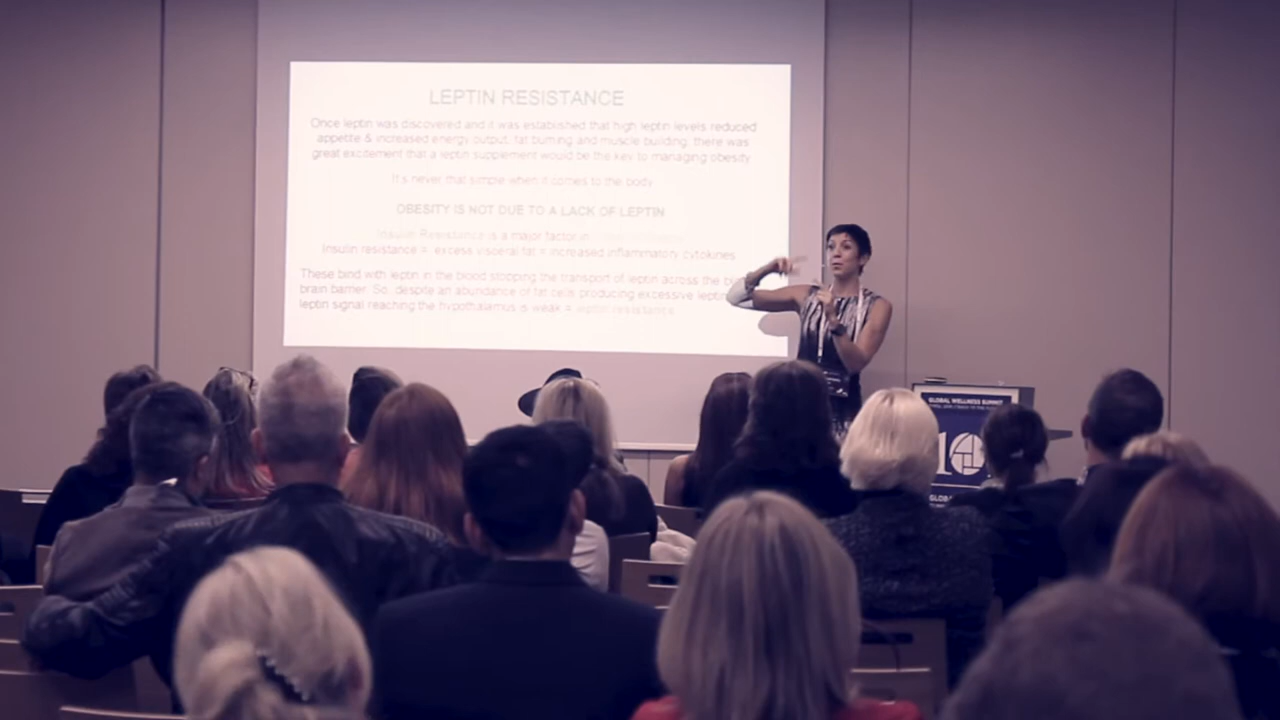 LEPTIN RESISTANCE
Once leptin was discovered and it was established that high leptin levels reduced
appetite & increased energy output, fat burning and muscle building, there was
great excitement that a leptin supplement would be the key to managing obesity
It's never that simple when it comes to the body
OBESITY IS NOT DUE TO A LACK OF LEPTIN
Insulin Resistance is a major factor in
Insulin resistance = excess visceral fat = increased inflammatory cytokines
These bind with leptin in the blood stopping the transport of leptin across the
brain barrier. So, despite an abundance of fat cells producing excessive leptin
leptin signal reaching the hypothalamus is weak = leptin resistance
GLOBAL WELLNESS SUMMIT
10
GLOBAL